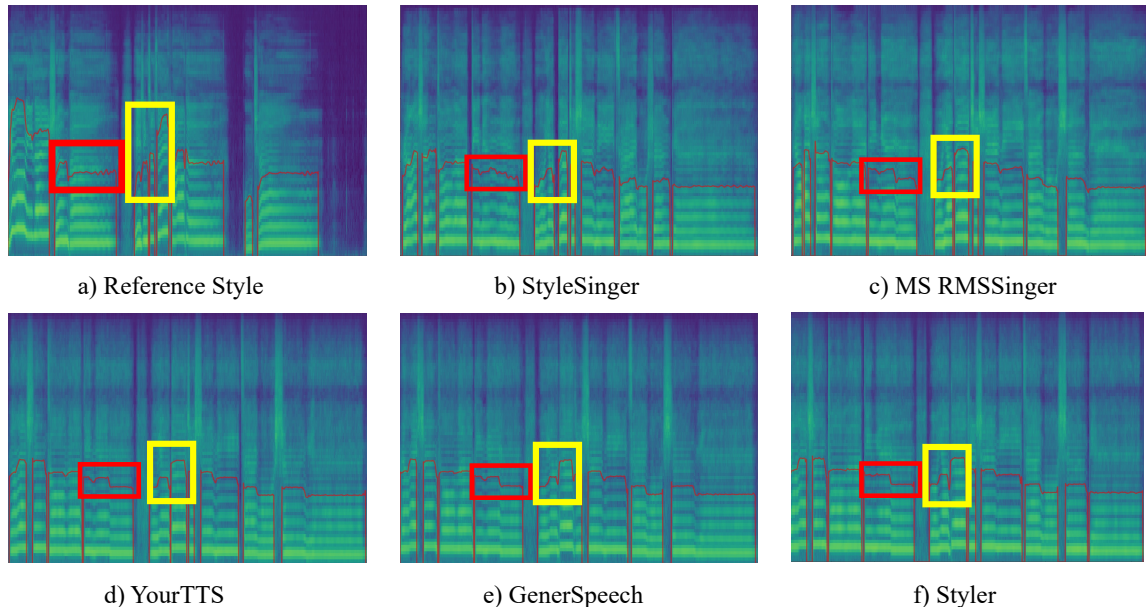 a) Reference Style
b) StyleSinger
c) MS RMSSinger
d) YourTTS
e) GenerSpeech
f) Styler